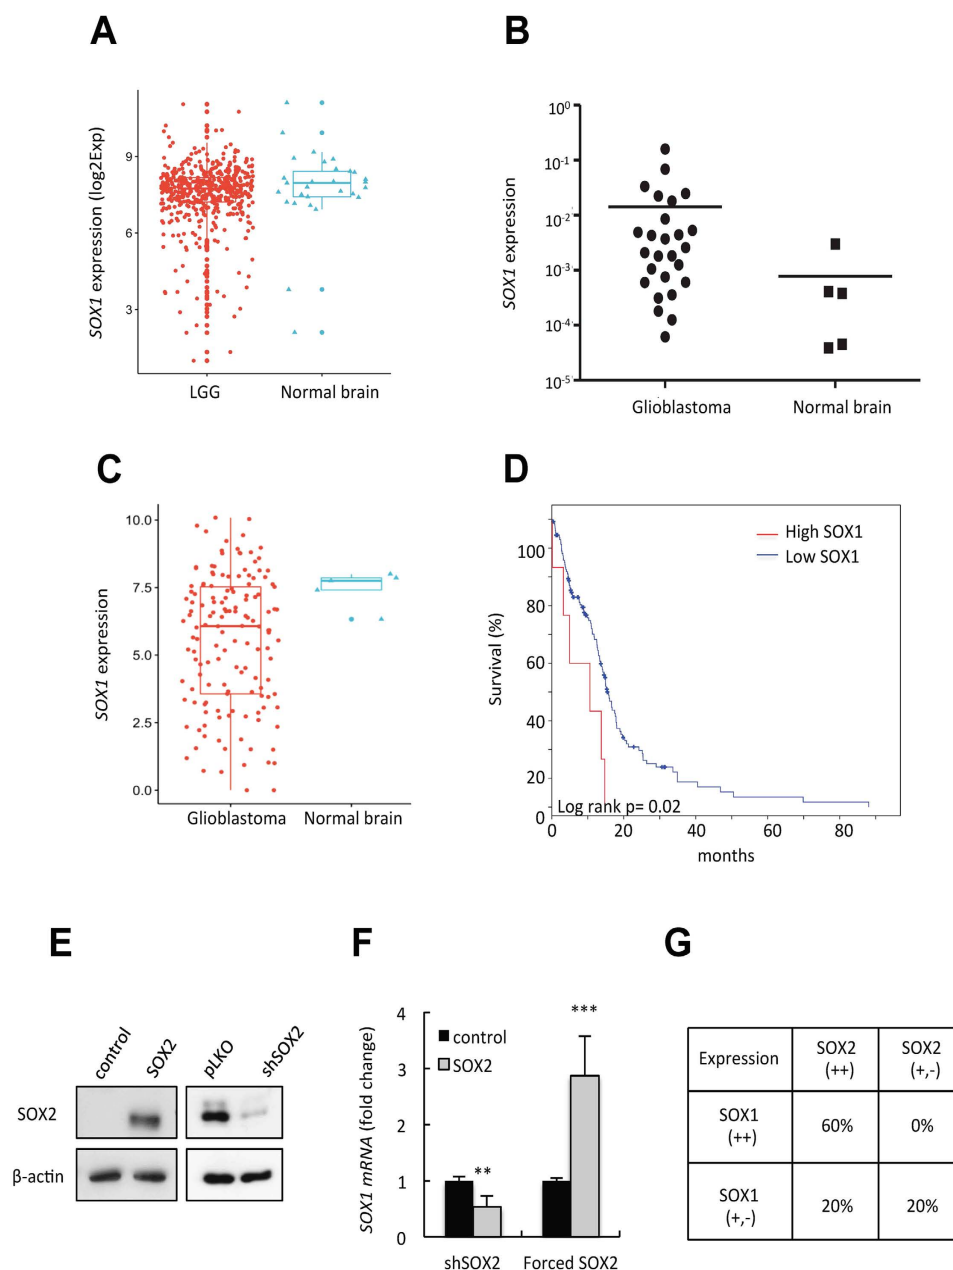 A
SOX1 expression (log2Exp)
9
6
3
LGG
Normal brain
B
SOX1 expression
10^0
10^-1
10^-2
10^-3
10^-4
10^-5
Glioblastoma
Normal brain
C
SOX1 expression
10.0
7.5
5.0
2.5
0.0
Glioblastoma
Normal brain
D
Survival (%)
100
80
60
40
20
0
High SOX1
Low SOX1
Log rank p= 0.02
0 20 40 60 80
months
E
control
SOX2
pLKO
shSOX2
SOX2
β-actin
F
SOX1 mRNA (fold change)
4
3
2
1
0
control
SOX2
**
***
shSOX2
Forced SOX2
G
Expression
SOX2
(++)
SOX2
(+,-)
SOX1
(++)
60%
0%
SOX1
(+,-)
20%
20%